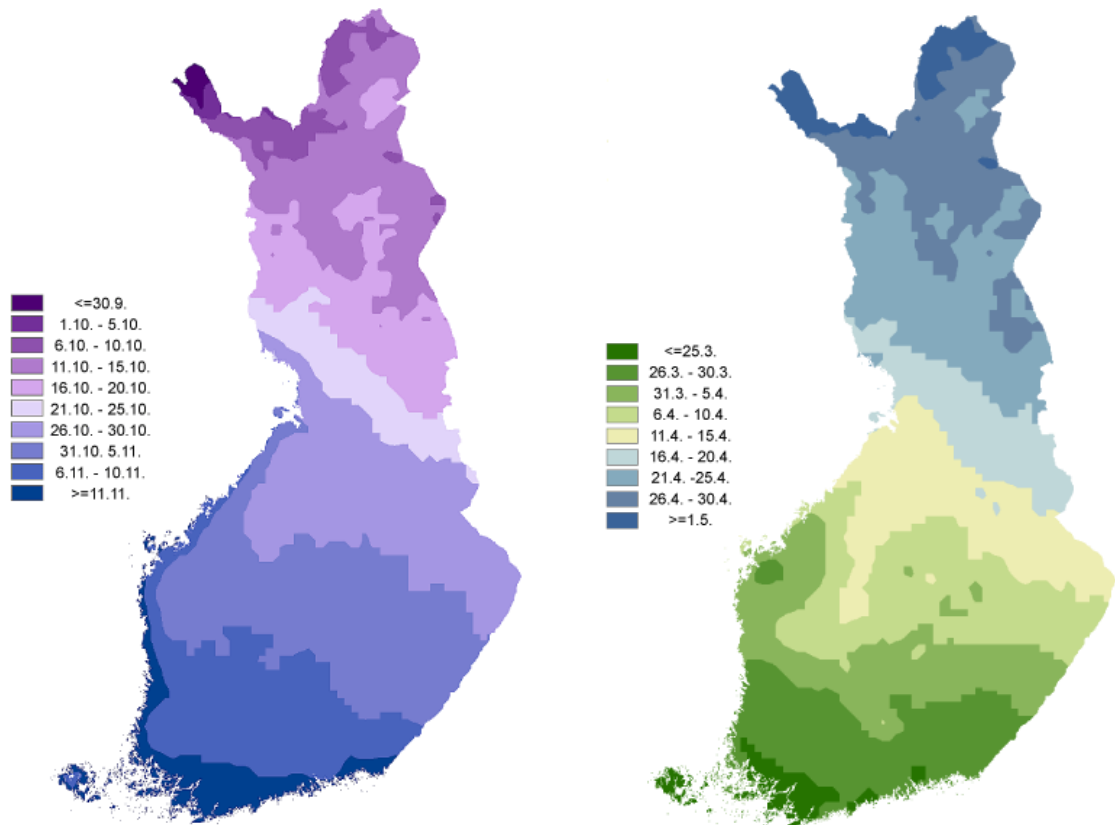 <=30.9.
1.10. - 5.10.
6.10. - 10.10.
11.10. - 15.10.
16.10. - 20.10.
21.10. - 25.10.
26.10. - 30.10.
31.10. 5.11.
6.11. - 10.11.
>=11.11.
<=25.3.
26.3. - 30.3.
31.3. - 5.4.
6.4. - 10.4.
11.4. - 15.4.
16.4. - 20.4.
21.4. -25.4.
26.4. - 30.4.
>=1.5.